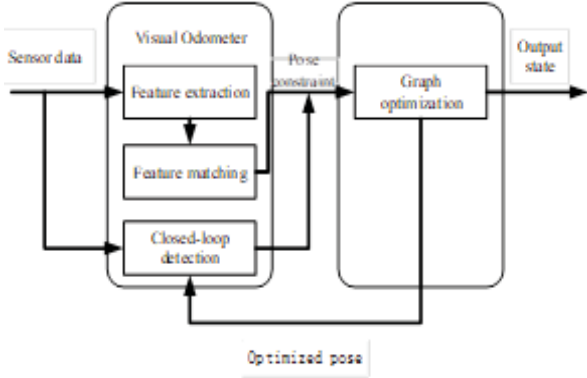 Visual Odometer
Sensor data
Pose
constraint
Output
state
Feature extraction
Graph
optimization
Feature matching
Closed-loop
detection
Optimized pose